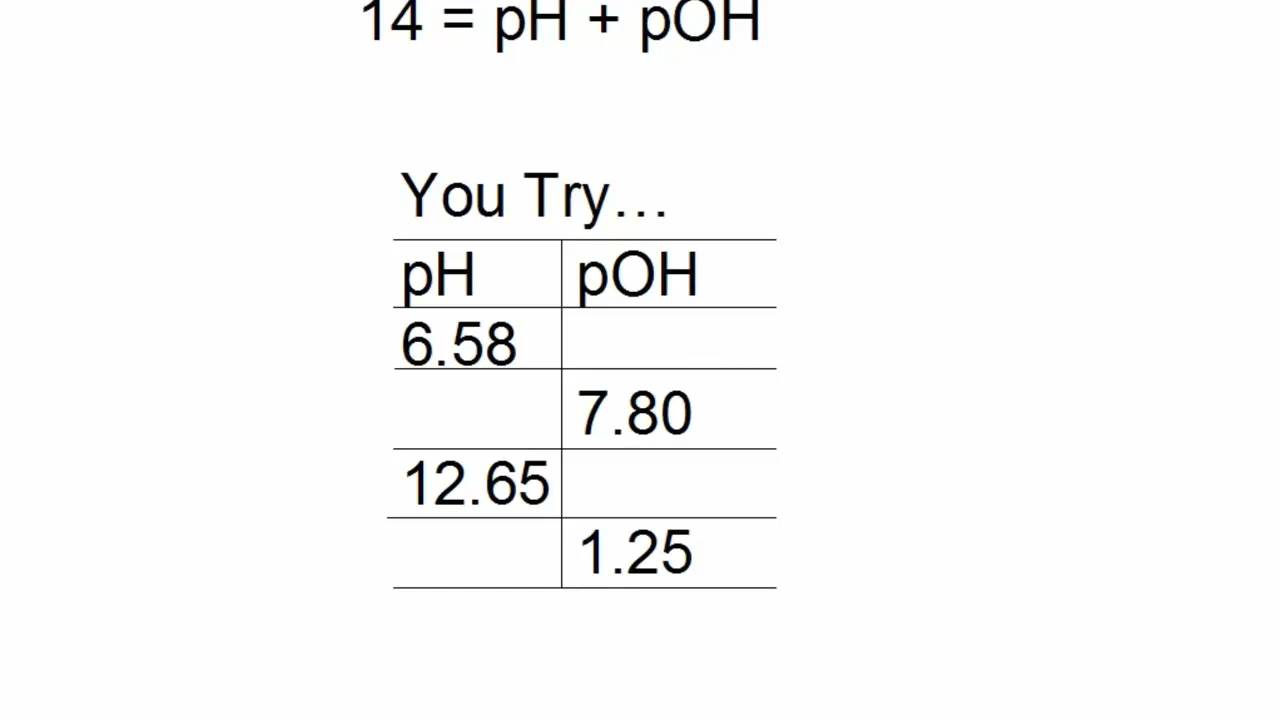 14 = pH + pOH
You Try…
pH pOH
6.58
7.80
12.65
1.25